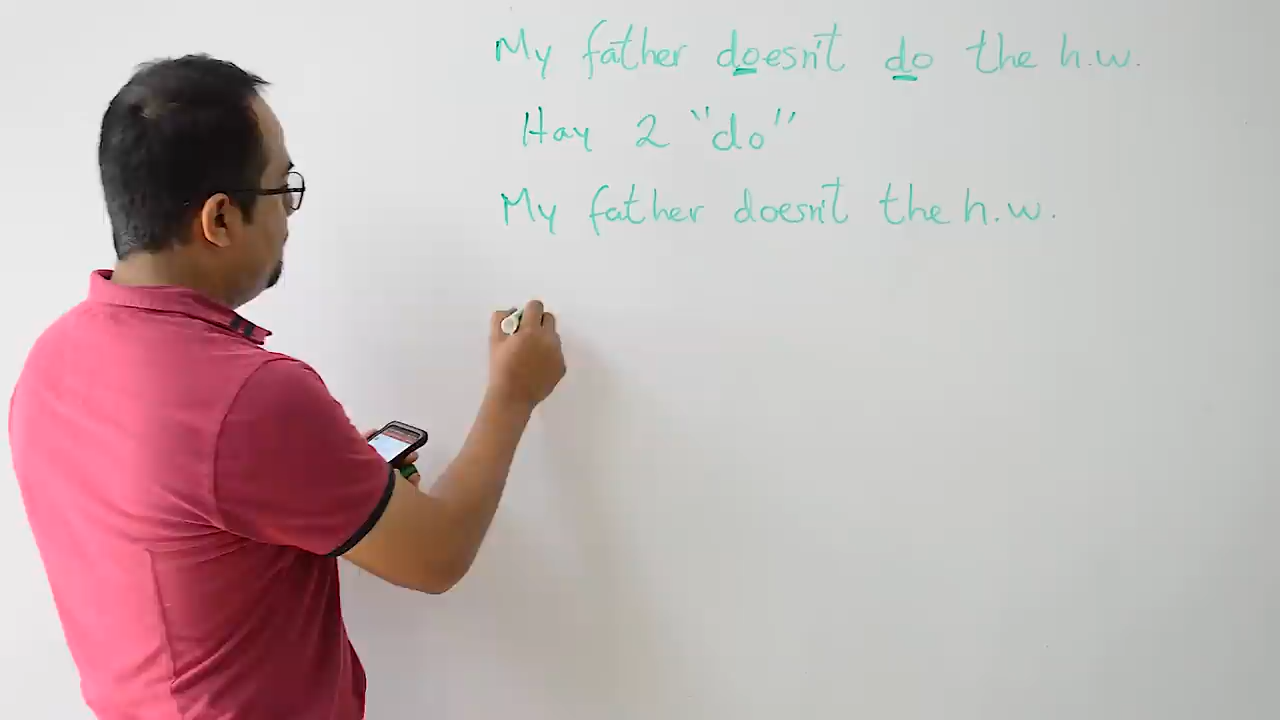 My father doesn't do the h.w.
Hay 2 "do"
My father doesn't the h.w.